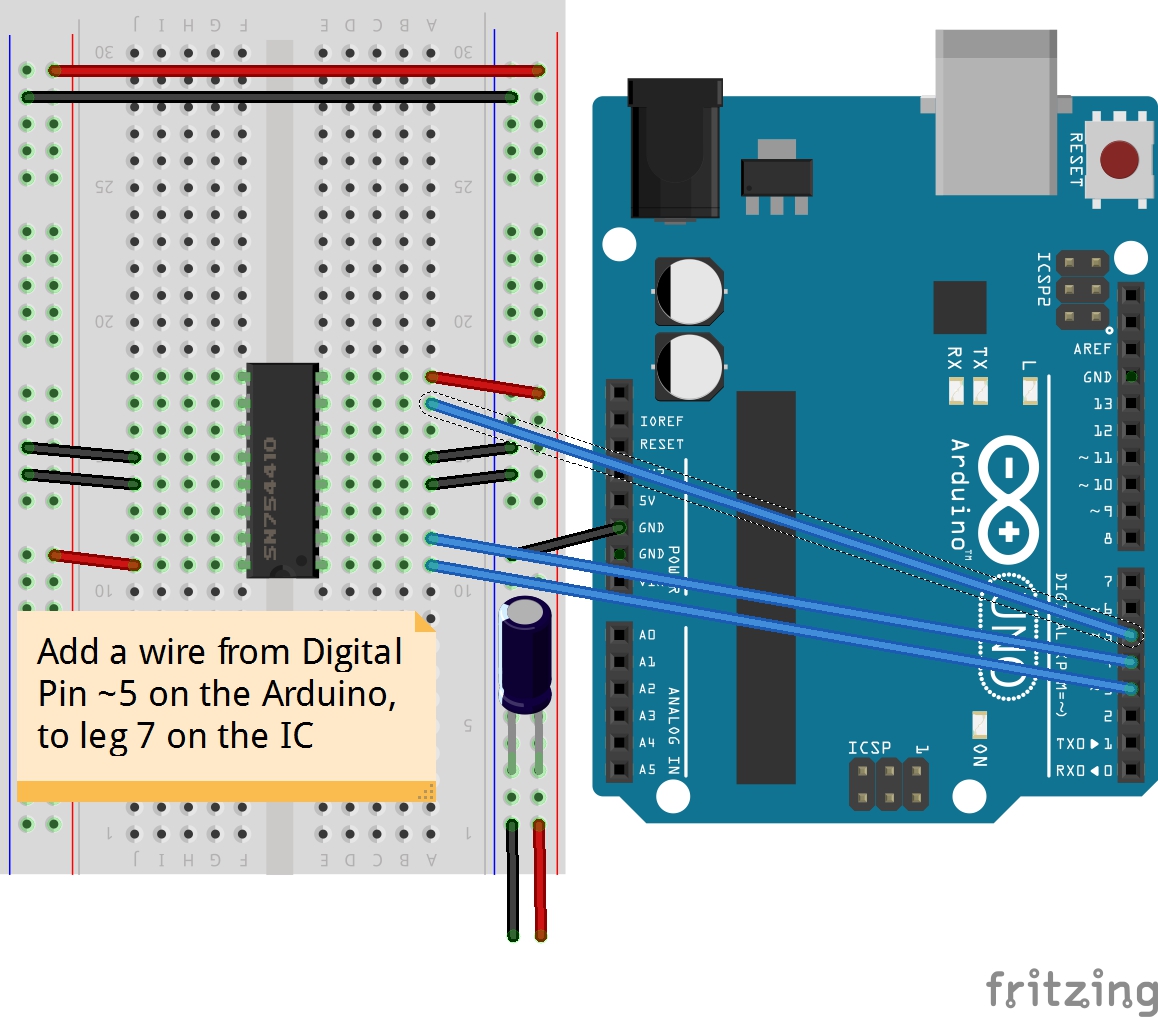 J I H G F E D C B A
30 30
25 25
20 20
SN754410
10 10
5
1 1
J I H G F E D C B A
Add a wire from Digital
Pin ~5 on the Arduino,
to leg 7 on the IC
RESET
ICSP2
RX TX L
AREF
GND
13
12
~11
~10
~9
8
7
~6
2
TX0▶1
RX0◀0
IOREF
RESET
5V
GND
GND
A0
A1
A2
A3
A4
A5
ANALOG IN
Arduino™
UNO
ON
ICSP 1
fritzing